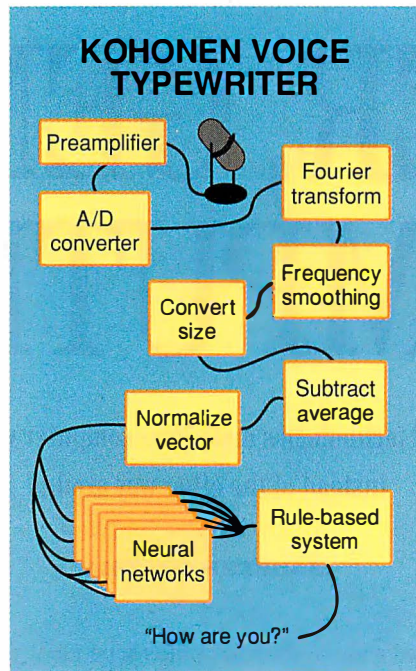 KOHONEN VOICE
TYPEWRITER
Preamplifier
A/D
converter
Fourier
transform
Frequency
smoothing
Convert
size
Subtract
average
Normalize
vector
Neural
networks
Rule-based
system
“How are you?”